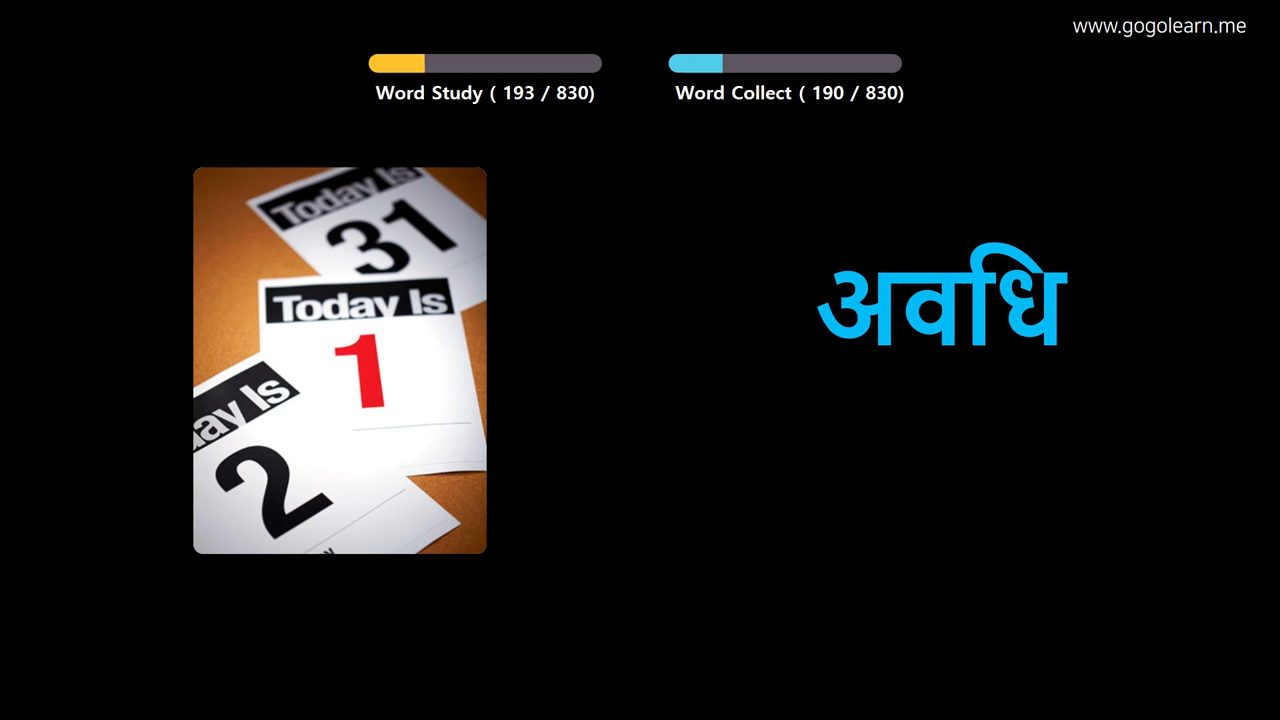 www.gogolearn.me
Word Study ( 193 / 830)
Word Collect ( 190 / 830)
Today Is
31
Today Is
1
ay Is
2
अवधि